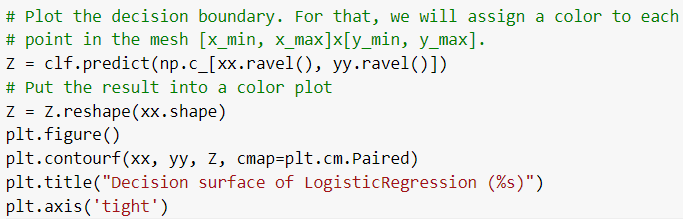 # Plot the decision boundary. For that, we will assign a color to each
# point in the mesh [x_min, x_max]x[y_min, y_max].
Z = clf.predict(np.c_[xx.ravel(), yy.ravel()])
# Put the result into a color plot
Z = Z.reshape(xx.shape)
plt.figure()
plt.contourf(xx, yy, Z, cmap=plt.cm.Paired)
plt.title("Decision surface of LogisticRegression (%s)")
plt.axis('tight')